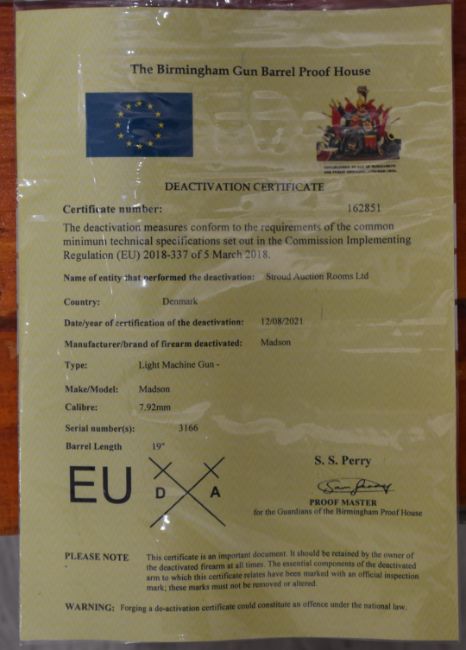 The Birmingham Gun Barrel Proof House
DEACTIVATION CERTIFICATE
Certificate number: 162851
The deactivation measures conform to the requirements of the common
minimum technical specifications set out in the Commission Implementing
Regulation (EU) 2018-337 of 5 March 2018.
Name of entity that performed the deactivation: Stroud Auction Rooms Ltd
Country: Denmark
Date/year of certification of the deactivation: 12/08/2021
Manufacturer/brand of firearm deactivated: Madson
Type: Light Machine Gun -
Make/Model: Madson
Calibre: 7.92mm
Serial number(s): 3166
Barrel Length 19"
S. S. Perry
EU D A
PROOF MASTER
for the Guardians of the Birmingham Proof House
PLEASE NOTE This certificate is an important document. It should be retained by the owner of
the deactivated firearm at all times. The essential components of the deactivated
arm to which this certificate relates have been marked with an official inspection
mark; these marks must not be removed or altered.
WARNING: Forging a de-activation certificate could constitute an offence under the national law.